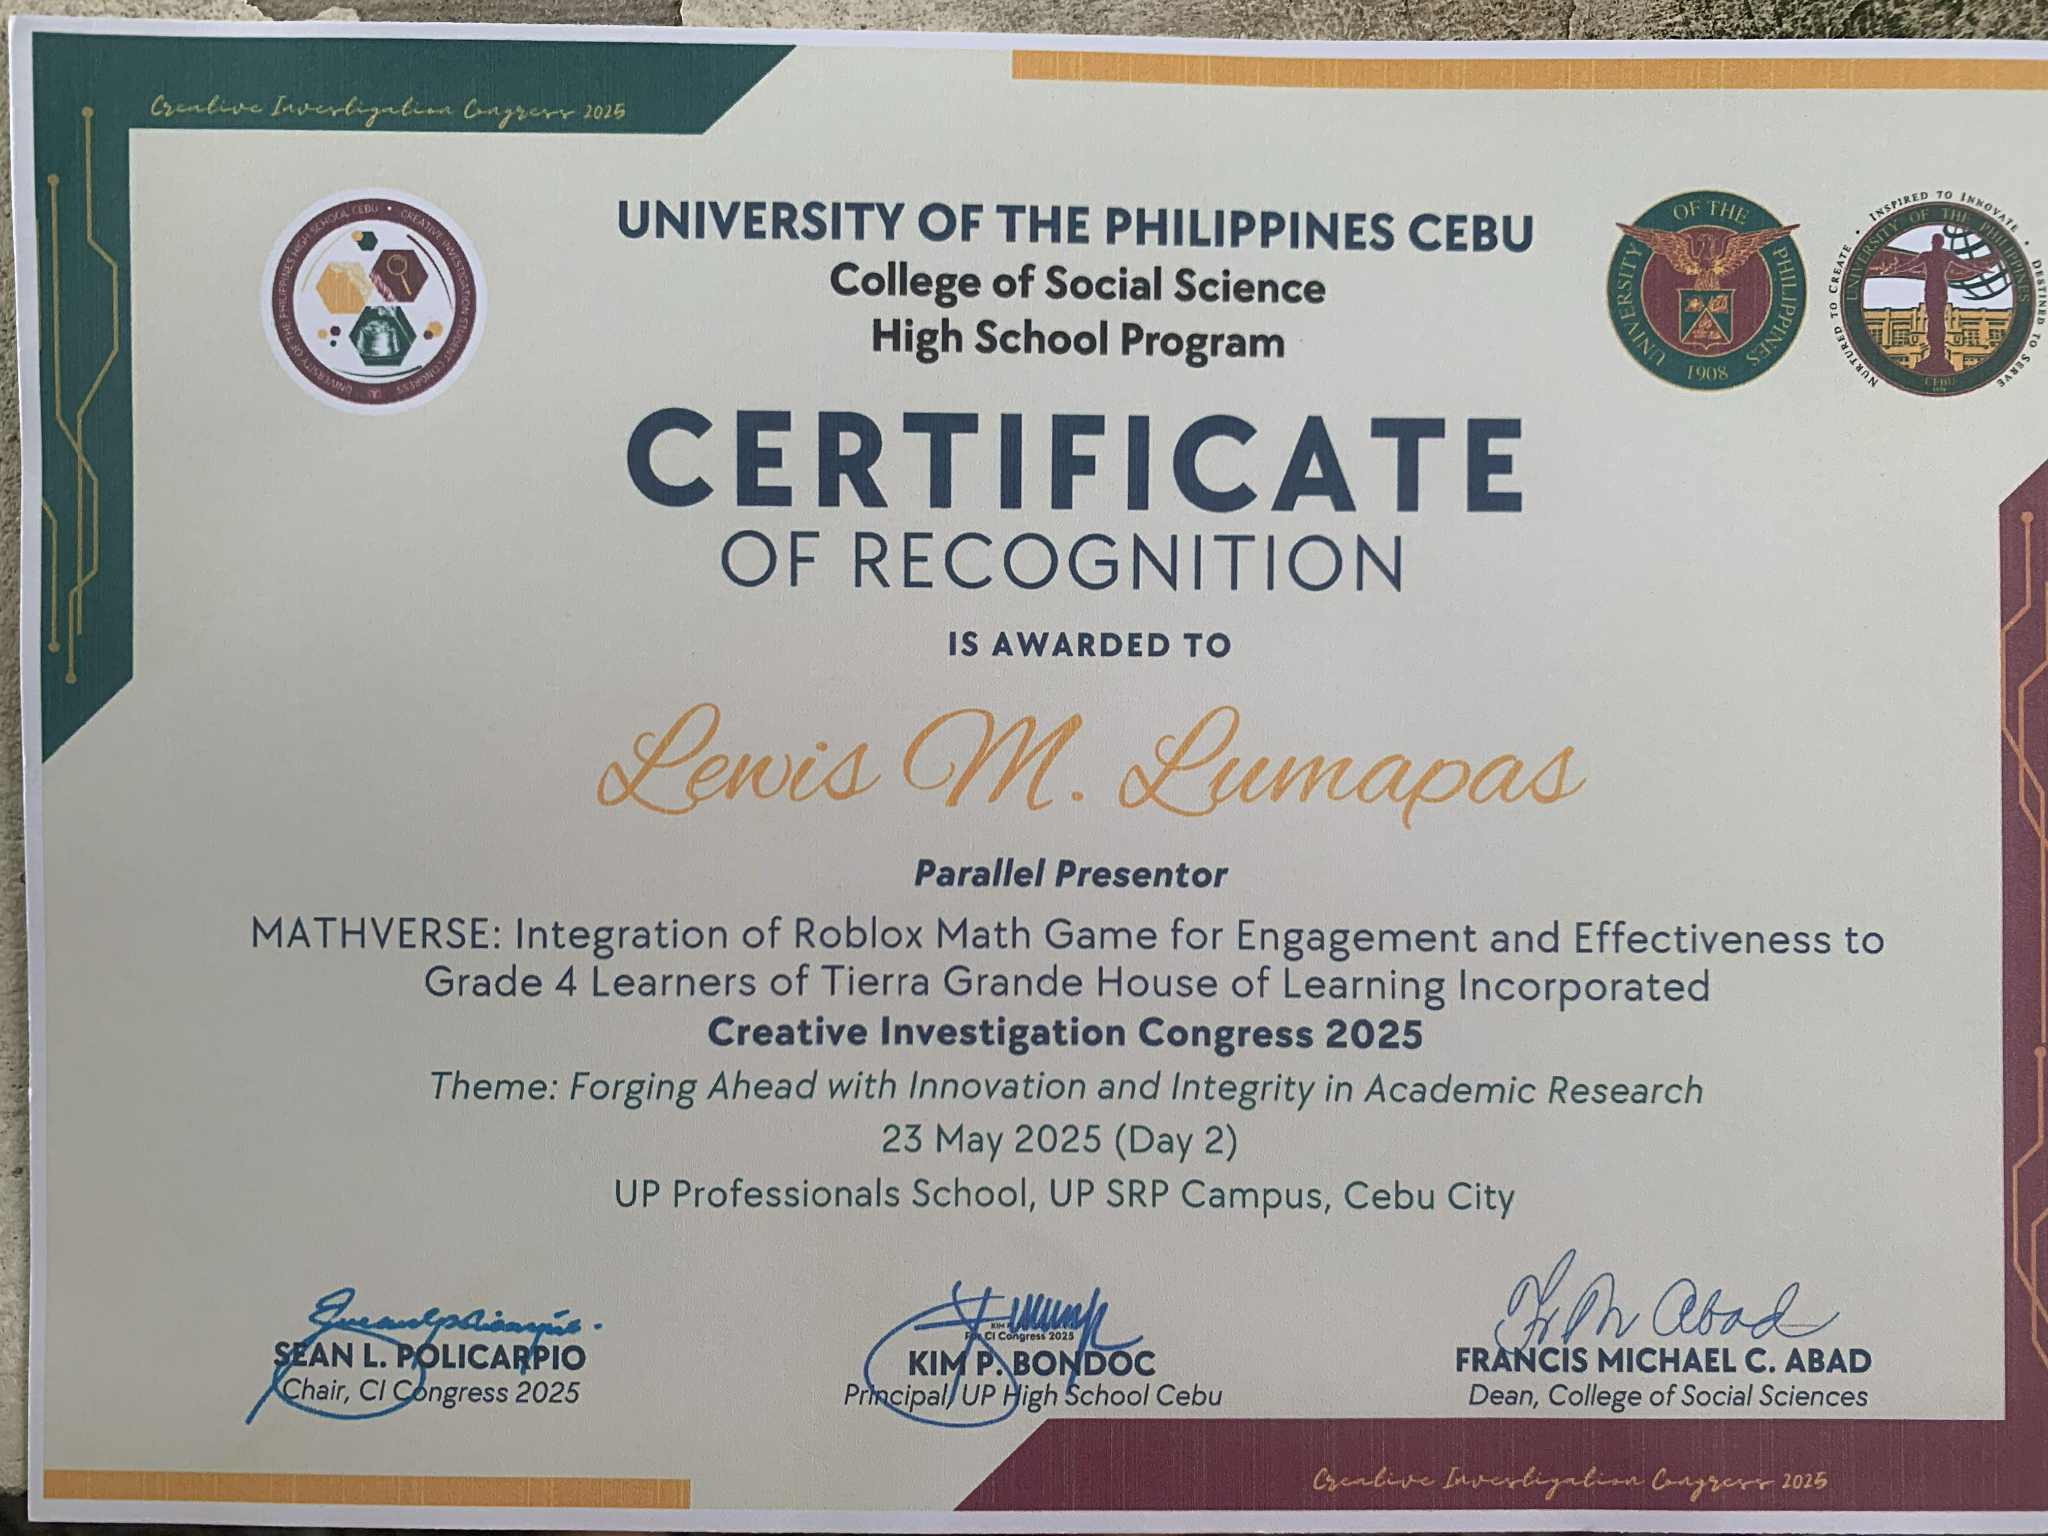 Creative Investigation Congress 2025
UNIVERSITY OF THE PHILIPPINES HIGH SCHOOL CEBU • CREATIVE INVESTIGATION STUDENT CONGRESS
UNIVERSITY OF THE PHILIPPINES CEBU
College of Social Science
High School Program
UNIVERSITY OF THE PHILIPPINES
1908
NURTURED TO CREATE • INSPIRED TO INNOVATE • DESTINED TO SERVE
UNIVERSITY OF THE PHILIPPINES
CEBU
CERTIFICATE
OF RECOGNITION
IS AWARDED TO
Lewis M. Lumapas
Parallel Presentor
MATHVERSE: Integration of Roblox Math Game for Engagement and Effectiveness to
Grade 4 Learners of Tierra Grande House of Learning Incorporated
Creative Investigation Congress 2025
Theme: Forging Ahead with Innovation and Integrity in Academic Research
23 May 2025 (Day 2)
UP Professionals School, UP SRP Campus, Cebu City
Fr M Abad
CI Congress 2025
SEAN L. POLICARPIO
Chair, CI Congress 2025
KIM P. BONDOC
Principal, UP High School Cebu
FRANCIS MICHAEL C. ABAD
Dean, College of Social Sciences
Creative Investigation Congress 2025